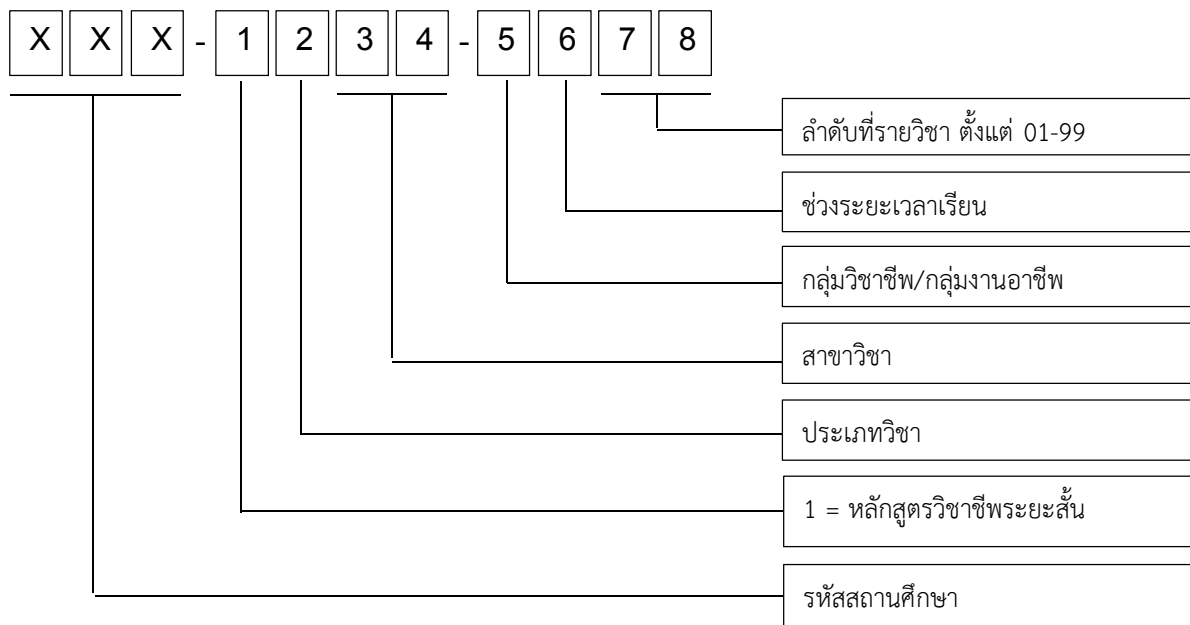 X X X - 1 2 3 4 - 5 6 7 8
ลำดับที่รายวิชา ตั้งแต่ 01-99
ช่วงระยะเวลาเรียน
กลุ่มวิชาชีพ/กลุ่มงานอาชีพ
สาขาวิชา
ประเภทวิชา
1 = หลักสูตรวิชาชีพระยะสั้น
รหัสสถานศึกษา